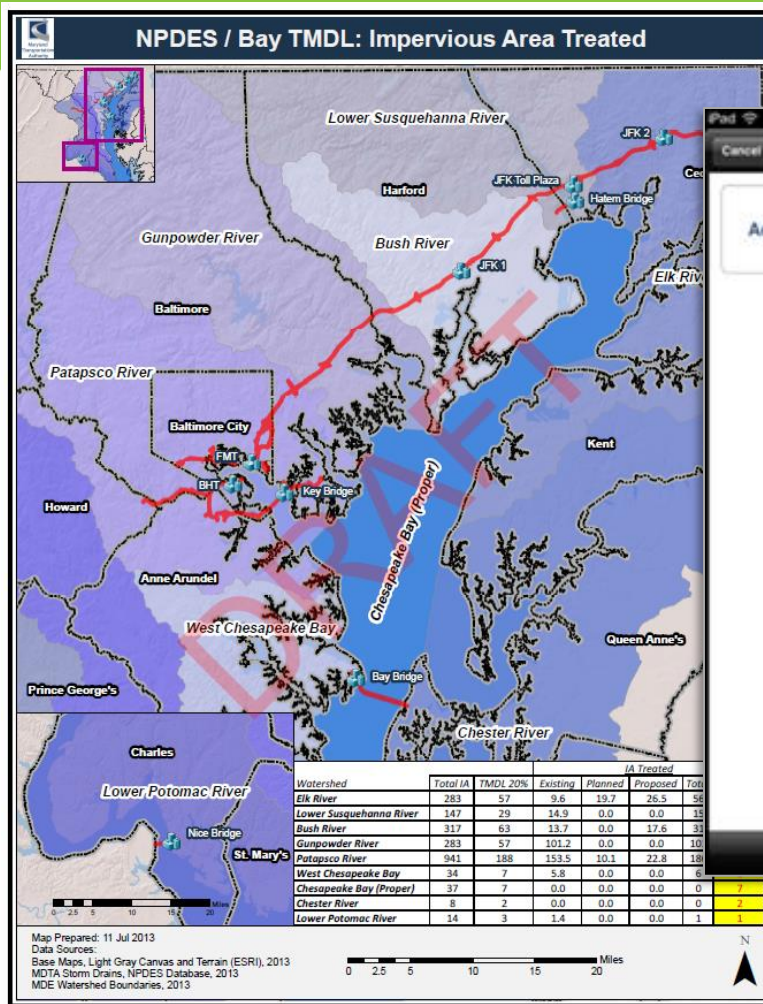 Maryland
Transportation
Authority
NPDES / Bay TMDL: Impervious Area Treated
Lower Susquehanna River
JFK 2
iPad
Cancel
JFK Toll Plaza
Harford
Hatem Bridge
Gunpowder River
Bush River
JFK 1
Baltimore
Patapsco River
Baltimore City
Kent
FMT
BHT
Key Bridge
Howard
Chesapeake Bay (Proper)
Anne Arundel
DRAFT
West Chesapeake Bay
Queen Anne's
Prince George's
Bay Bridge
Chester River
Charles
Lower Potomac River
Nice Bridge
St. Mary's
0 2.5 5 10 15 20 Miles
IA Treated
Watershed Total IA TMDL 20% Existing Planned Proposed
Elk River 283 57 9.6 19.7 26.5
Lower Susquehanna River 147 29 14.9 0.0 0.0
Bush River 317 63 13.7 0.0 17.6
Gunpowder River 283 57 101.2 0.0 0.0
Patapsco River 941 188 153.5 10.1 22.8
West Chesapeake Bay 34 7 5.8 0.0 0.0 6
Chesapeake Bay (Proper) 37 7 0.0 0.0 0.0 0 7
Chester River 8 2 0.0 0.0 0.0 0 2
Lower Potomac River 14 3 1.4 0.0 0.0 1 1
Map Prepared: 11 Jul 2013
Data Sources:
Base Maps, Light Gray Canvas and Terrain (ESRI), 2013
MDTA Storm Drains, NPDES Database, 2013
MDE Watershed Boundaries, 2013
0 2.5 5 10 15 20 Miles
N